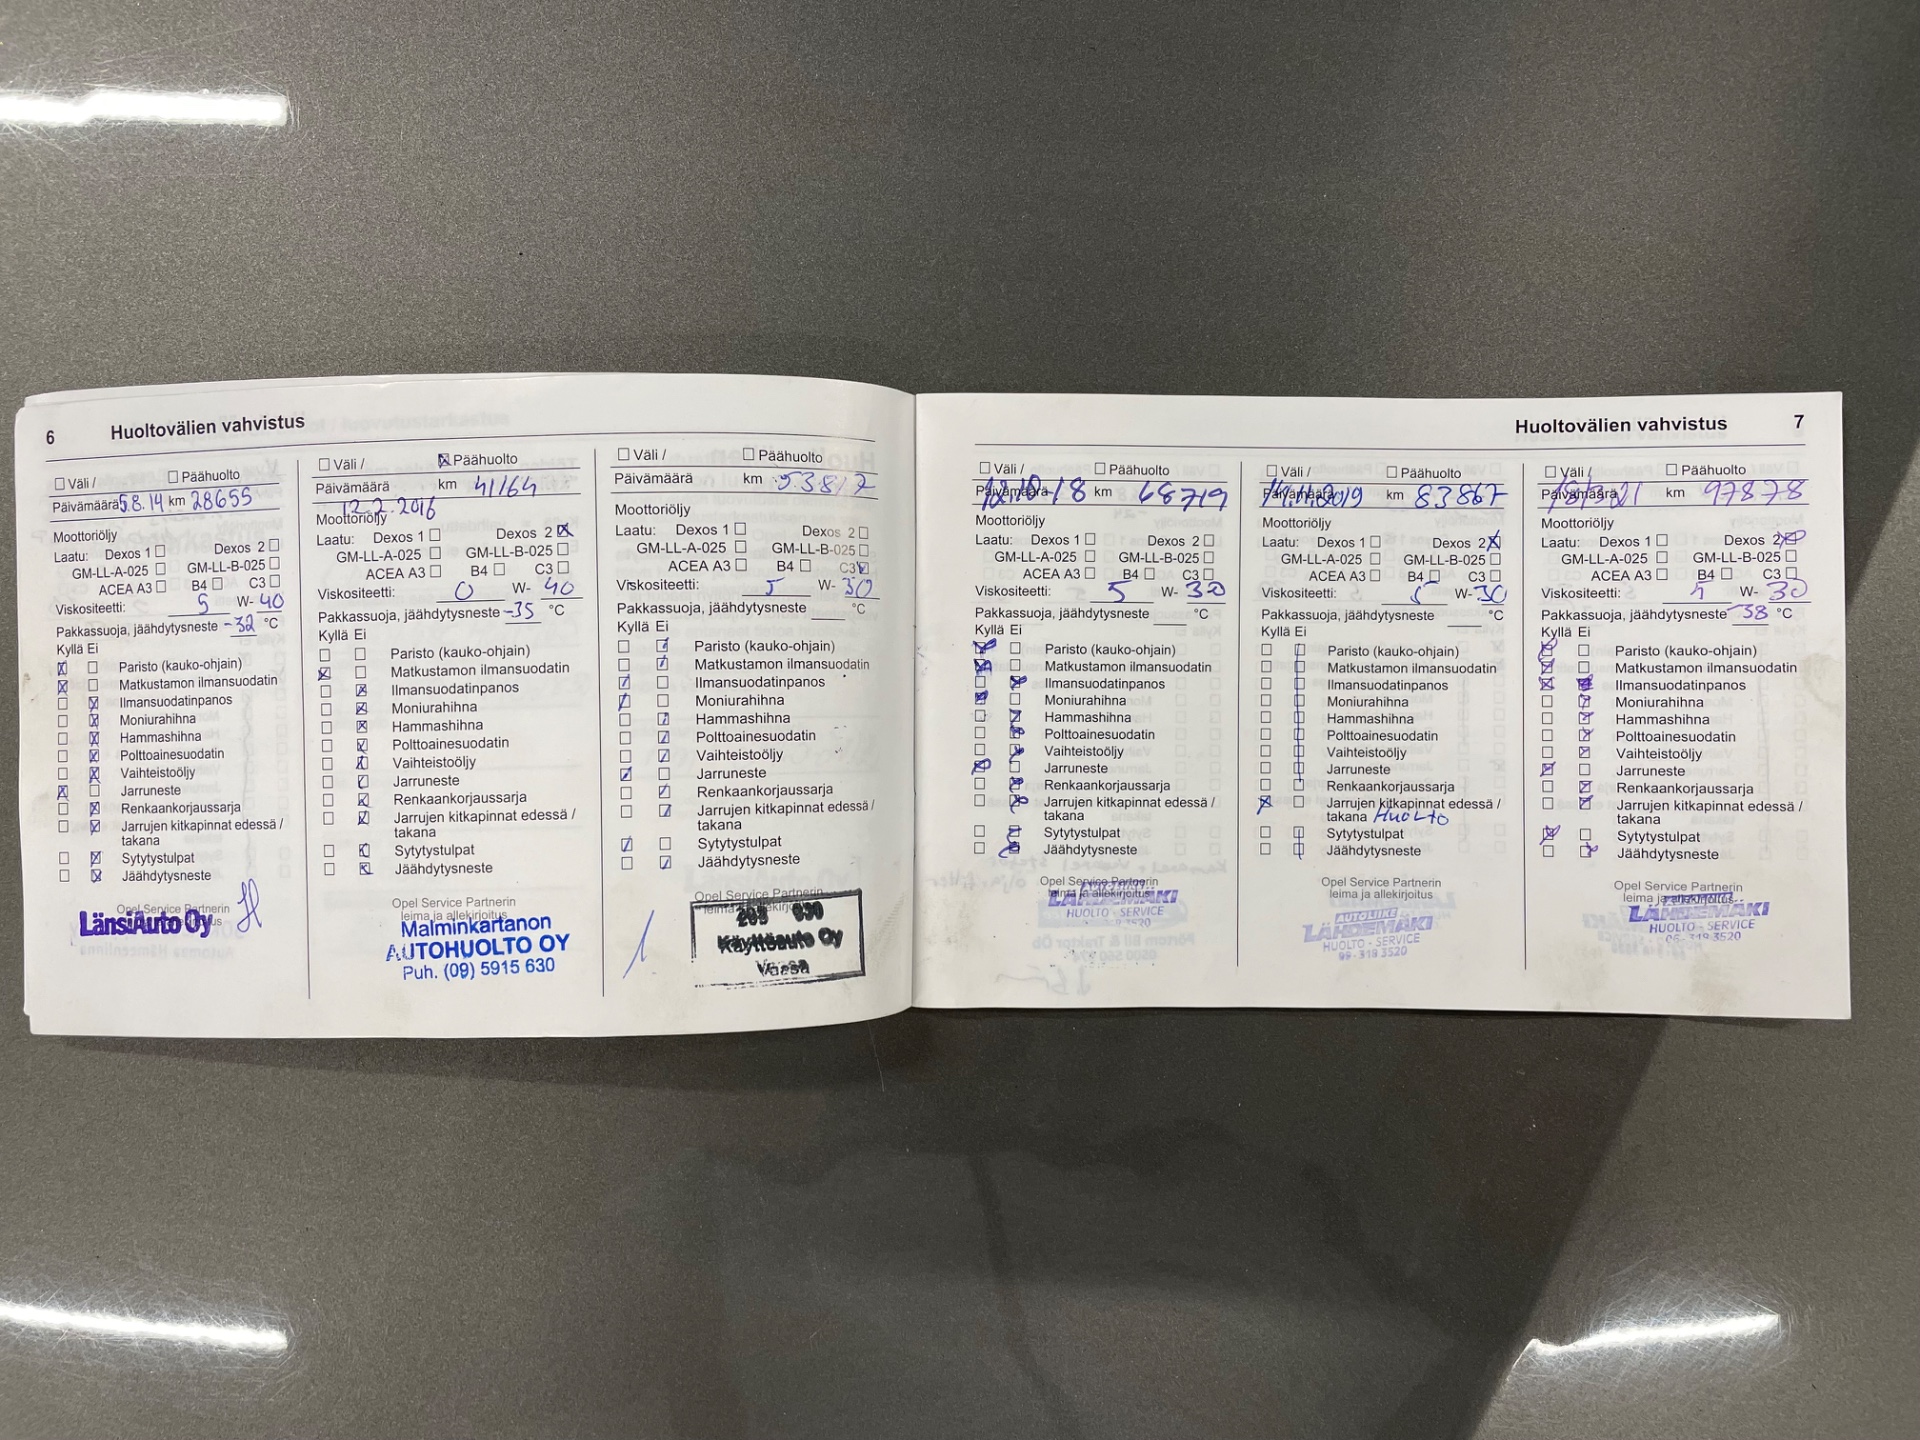 6 Huoltovälien vahvistus
☐ Väli / ☐ Päähuolto
Päivämäärä 5.8.14 km 28655
Moottoriöljy
Laatu: Dexos 1 ☐ Dexos 2 ☐
GM-LL-A-025 ☐ GM-LL-B-025 ☐
ACEA A3 ☐ B4 ☐ C3 ☐
Viskositeetti: 5 W- 40
Pakkassuoja, jäähdytysneste -32 °C
Kyllä Ei
☒ ☐ Paristo (kauko-ohjain)
☒ ☐ Matkustamon ilmansuodatin
☐ ☒ Ilmansuodatinpanos
☐ ☒ Moniurahihna
☐ ☒ Hammashihna
☐ ☒ Polttoainesuodatin
☐ ☒ Vaihteistoöljy
☒ ☐ Jarruneste
☐ ☒ Renkaankorjaussarja
☐ ☒ Jarrujen kitkapinnat edessä /
takana
☐ ☒ Sytytystulpat
☐ ☒ Jäähdytysneste
Opel Service Partnerin
LänsiAuto Oy
☐ Väli / ☒ Päähuolto
Päivämäärä km 41164
12.2.2016
Moottoriöljy
Laatu: Dexos 1 ☐ Dexos 2 ☒
GM-LL-A-025 ☐ GM-LL-B-025 ☐
ACEA A3 ☐ B4 ☐ C3 ☐
Viskositeetti: 0 W- 40
Pakkassuoja, jäähdytysneste -35 °C
Kyllä Ei
☐ ☐ Paristo (kauko-ohjain)
☒ ☐ Matkustamon ilmansuodatin
☐ ☒ Ilmansuodatinpanos
☐ ☒ Moniurahihna
☐ ☒ Hammashihna
☐ ☒ Polttoainesuodatin
☐ ☒ Vaihteistoöljy
☐ ☒ Jarruneste
☐ ☒ Renkaankorjaussarja
☐ ☒ Jarrujen kitkapinnat edessä /
takana
☐ ☒ Sytytystulpat
☐ ☒ Jäähdytysneste
Opel Service Partnerin
leima ja allekirjoitus
Malminkartanon
AUTOHUOLTO OY
Puh. (09) 5915 630
☐ Väli / ☐ Päähuolto
Päivämäärä km 53817
Moottoriöljy
Laatu: Dexos 1 ☐ Dexos 2 ☐
GM-LL-A-025 ☐ GM-LL-B-025 ☐
ACEA A3 ☐ B4 ☐ C3 ☒
Viskositeetti: 5 W- 30
Pakkassuoja, jäähdytysneste °C
Kyllä Ei
☐ ☒ Paristo (kauko-ohjain)
☐ ☒ Matkustamon ilmansuodatin
☒ ☐ Ilmansuodatinpanos
☒ ☐ Moniurahihna
☐ ☒ Hammashihna
☐ ☒ Polttoainesuodatin
☐ ☒ Vaihteistoöljy
☒ ☐ Jarruneste
☐ ☒ Renkaankorjaussarja
☐ ☒ Jarrujen kitkapinnat edessä /
takana
☒ ☐ Sytytystulpat
☐ ☒ Jäähdytysneste
Opel Service Partnerin
leima ja allekirjoitus
Käyttöauto Oy
Vaasa
Huoltovälien vahvistus 7
☐ Väli / ☐ Päähuolto
Päivämäärä 12.10-18 km 68719
Moottoriöljy
Laatu: Dexos 1 ☐ Dexos 2 ☐
GM-LL-A-025 ☐ GM-LL-B-025 ☐
ACEA A3 ☐ B4 ☐ C3 ☐
Viskositeetti: 5 W- 30
Pakkassuoja, jäähdytysneste °C
Kyllä Ei
☒ ☐ Paristo (kauko-ohjain)
☒ ☐ Matkustamon ilmansuodatin
☐ ☒ Ilmansuodatinpanos
☒ ☐ Moniurahihna
☐ ☒ Hammashihna
☐ ☒ Polttoainesuodatin
☐ ☒ Vaihteistoöljy
☒ ☐ Jarruneste
☐ ☒ Renkaankorjaussarja
☐ ☒ Jarrujen kitkapinnat edessä /
takana
☐ ☒ Sytytystulpat
☐ ☒ Jäähdytysneste
Opel Service Partnerin
leima ja allekirjoitus
LÄHDEMÄKI
HUOLTO - SERVICE
☐ Väli / ☐ Päähuolto
Päivämäärä 14.11.2019 km 83867
Moottoriöljy
Laatu: Dexos 1 ☐ Dexos 2 ☒
GM-LL-A-025 ☐ GM-LL-B-025 ☐
ACEA A3 ☐ B4 ☐ C3 ☐
Viskositeetti: 5 W- 30
Pakkassuoja, jäähdytysneste °C
Kyllä Ei
☐ ☐ Paristo (kauko-ohjain)
☐ ☐ Matkustamon ilmansuodatin
☐ ☐ Ilmansuodatinpanos
☐ ☐ Moniurahihna
☐ ☐ Hammashihna
☐ ☐ Polttoainesuodatin
☐ ☐ Vaihteistoöljy
☐ ☐ Jarruneste
Renkaankorjaussarja
☒ ☐ Jarrujen kitkapinnat edessä /
takana HUOLTO
☐ ☐ Sytytystulpat
☐ ☐ Jäähdytysneste
Opel Service Partnerin
leima ja allekirjoitus
AUTOLIIKE
LÄHDEMÄKI
HUOLTO - SERVICE
09-319 3520
☐ Väli / ☐ Päähuolto
Päivämäärä 18/3-21 km 97878
Moottoriöljy
Laatu: Dexos 1 ☐ Dexos 2 ☒
GM-LL-A-025 ☐ GM-LL-B-025 ☐
ACEA A3 ☐ B4 ☐ C3 ☐
Viskositeetti: 5 W- 30
Pakkassuoja, jäähdytysneste -38 °C
Kyllä Ei
☒ ☐ Paristo (kauko-ohjain)
☒ ☐ Matkustamon ilmansuodatin
☒ ☒ Ilmansuodatinpanos
☐ ☒ Moniurahihna
☐ ☒ Hammashihna
☐ ☒ Polttoainesuodatin
☐ ☒ Vaihteistoöljy
☒ ☐ Jarruneste
☐ ☒ Renkaankorjaussarja
☐ ☒ Jarrujen kitkapinnat edessä /
takana
☒ ☐ Sytytystulpat
☐ ☒ Jäähdytysneste
Opel Service Partnerin
leima ja allekirjoitus
LÄHDEMÄKI
HUOLTO - SERVICE